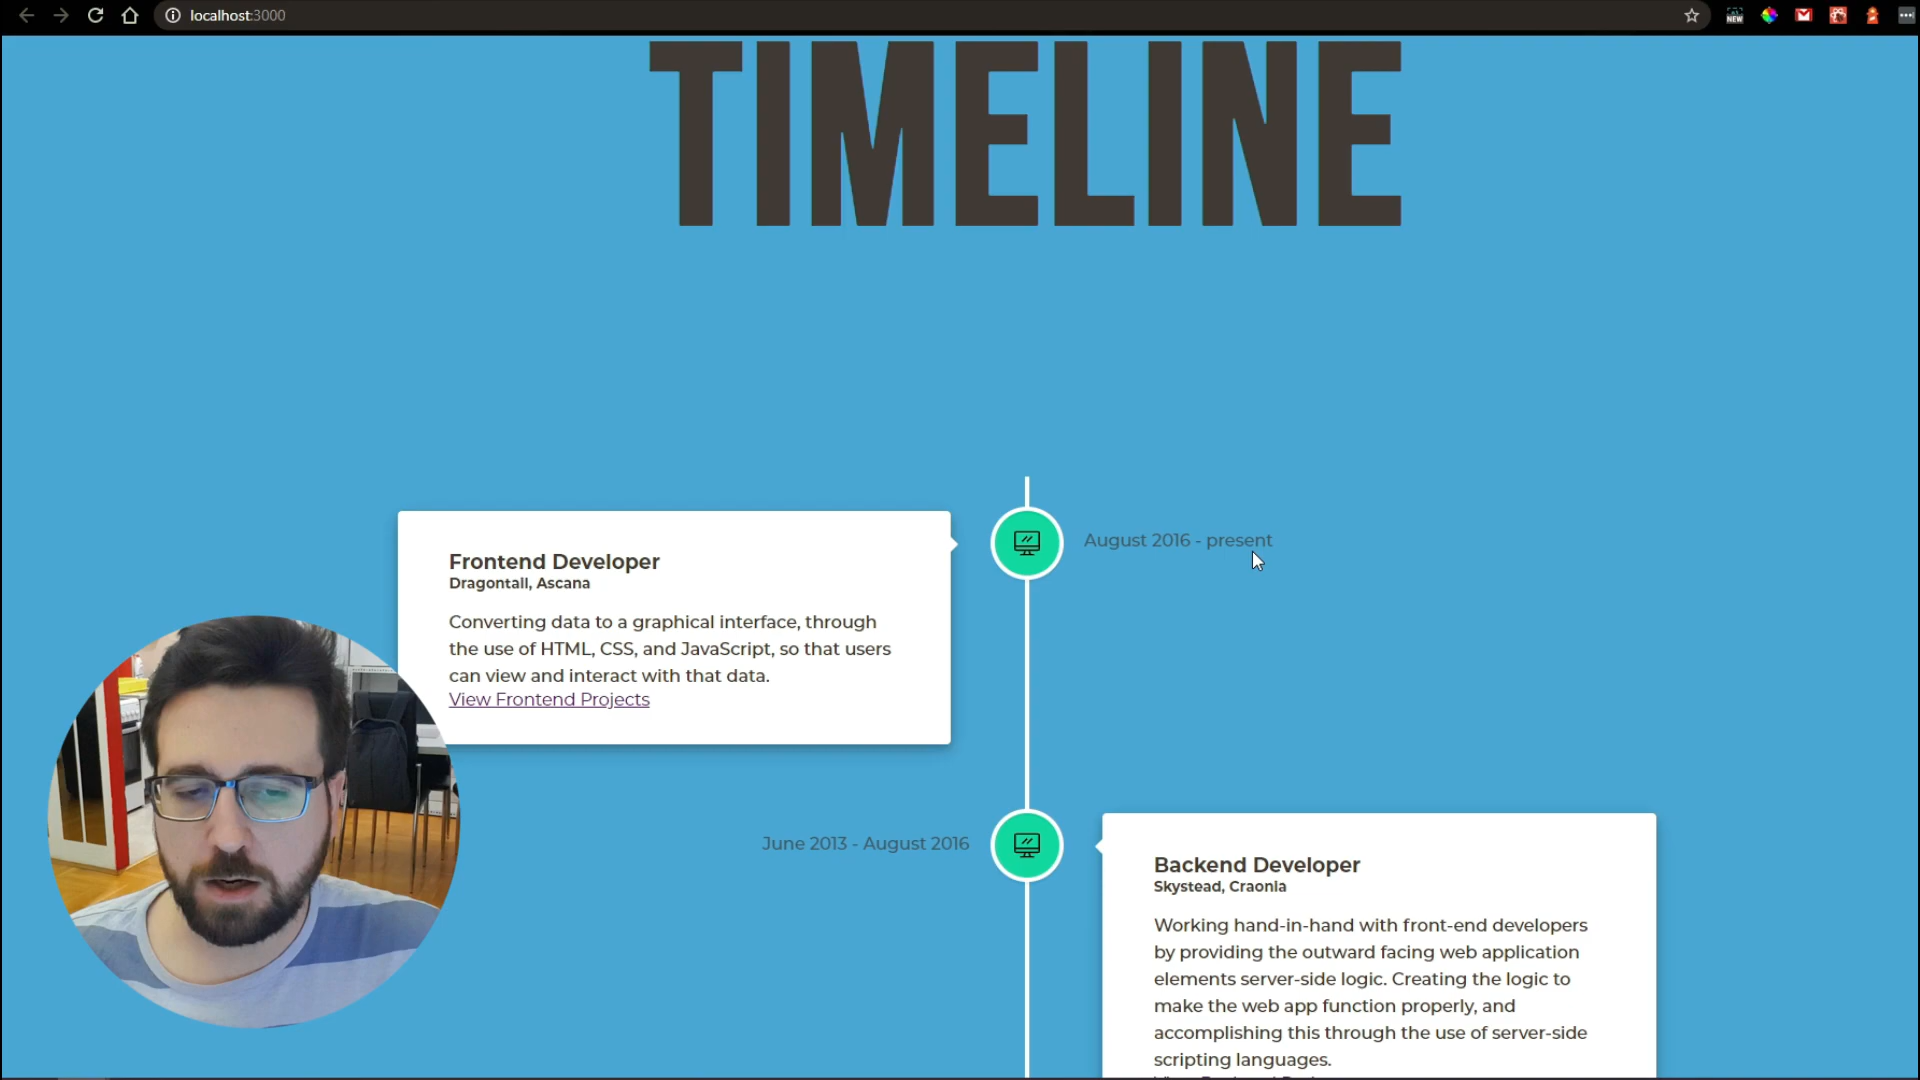 localhost:3000
NEW
TIMELINE
August 2016 - present
Frontend Developer
Dragontall, Ascana
Converting data to a graphical interface, through
the use of HTML, CSS, and JavaScript, so that users
can view and interact with that data.
View Frontend Projects
June 2013 - August 2016
Backend Developer
Skystead, Craonia
Working hand-in-hand with front-end developers
by providing the outward facing web application
elements server-side logic. Creating the logic to
make the web app function properly, and
accomplishing this through the use of server-side
scripting languages.